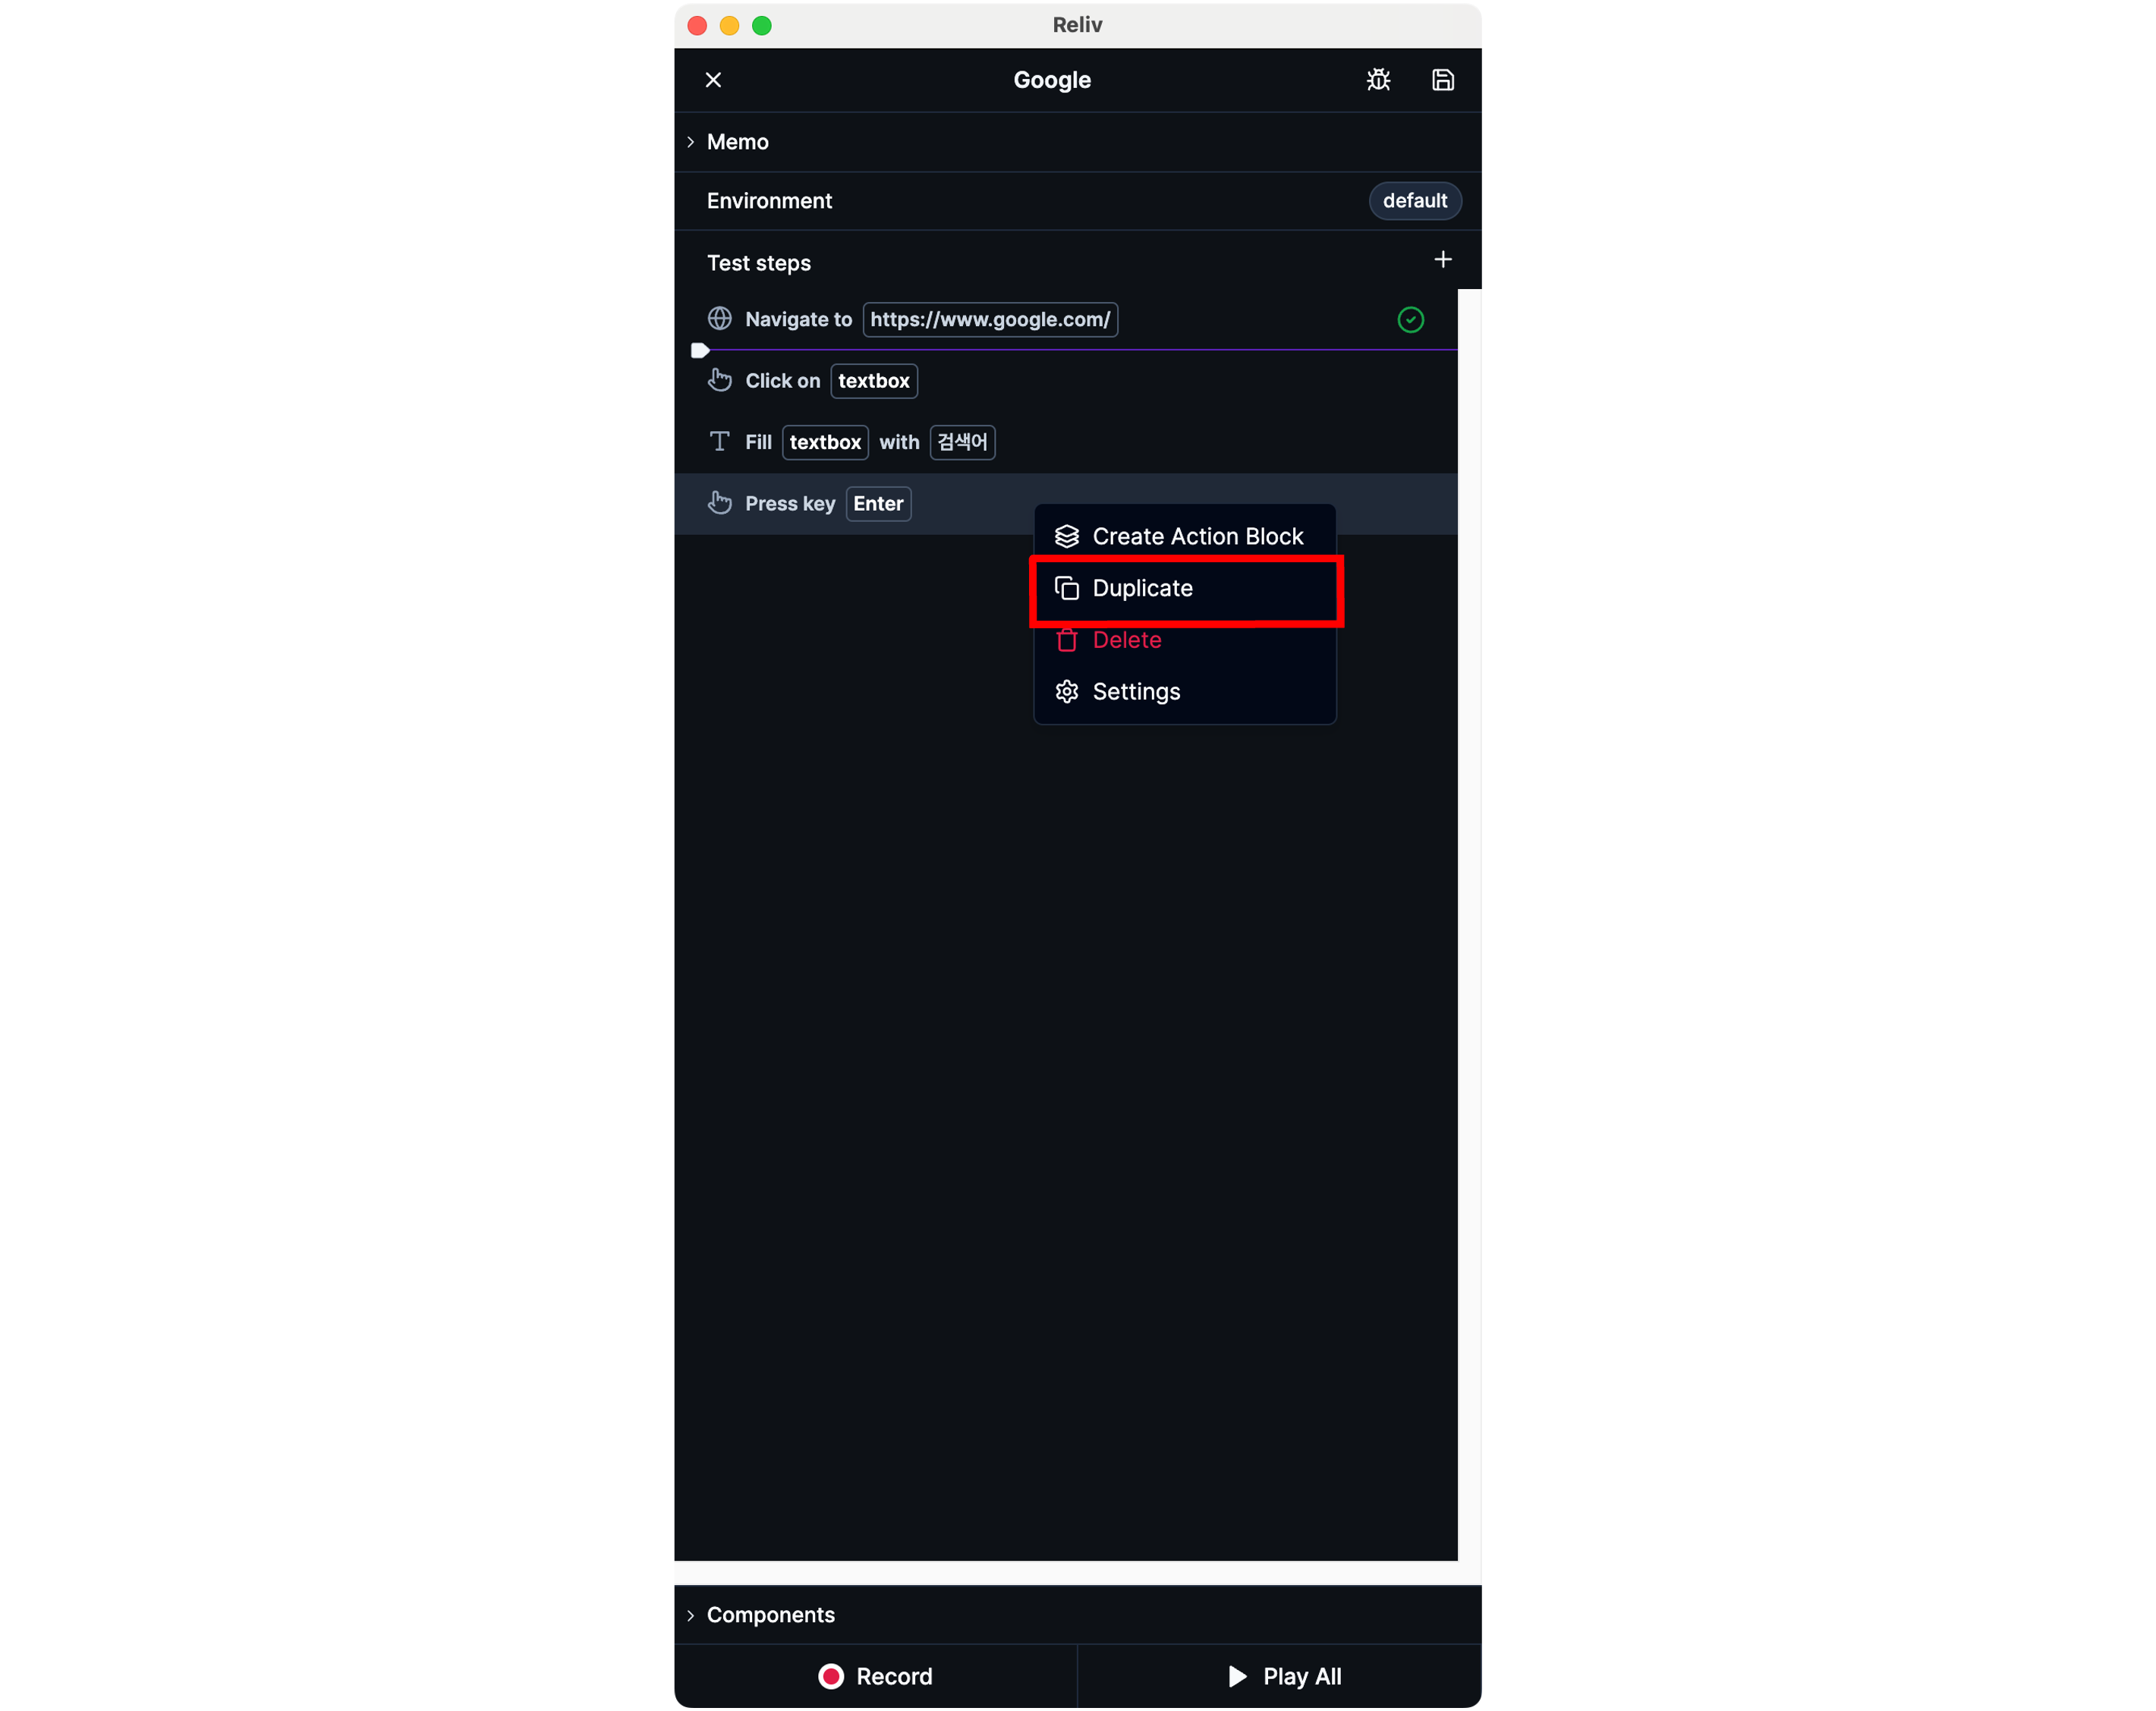 Reliv
Google
Memo
Environment default
Test steps
Navigate to https://www.google.com/
Click on textbox
Fill textbox with 검색어
Press key Enter
Create Action Block
Duplicate
Delete
Settings
Components
Record Play All